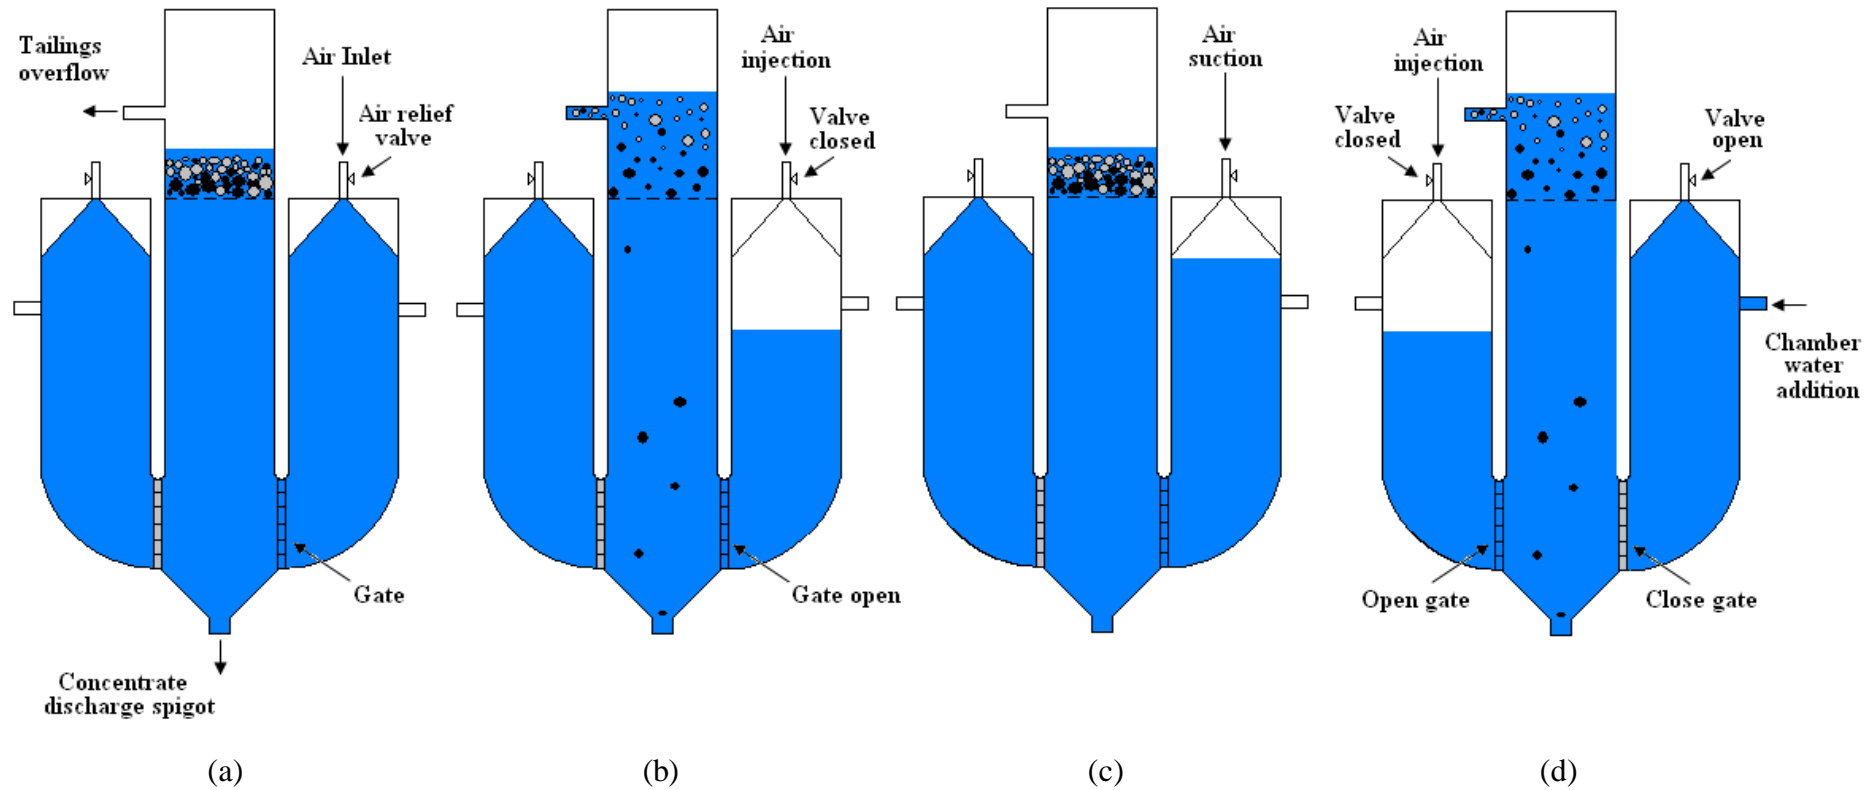 Tailings
overflow
Air Inlet
Air relief
valve
Gate
Concentrate
discharge spigot
(a)
Air
injection
Valve
closed
Gate open
(b)
Air
suction
(c)
Air
injection
Valve
closed
Valve
open
Chamber
water
addition
Open gate
Close gate
(d)